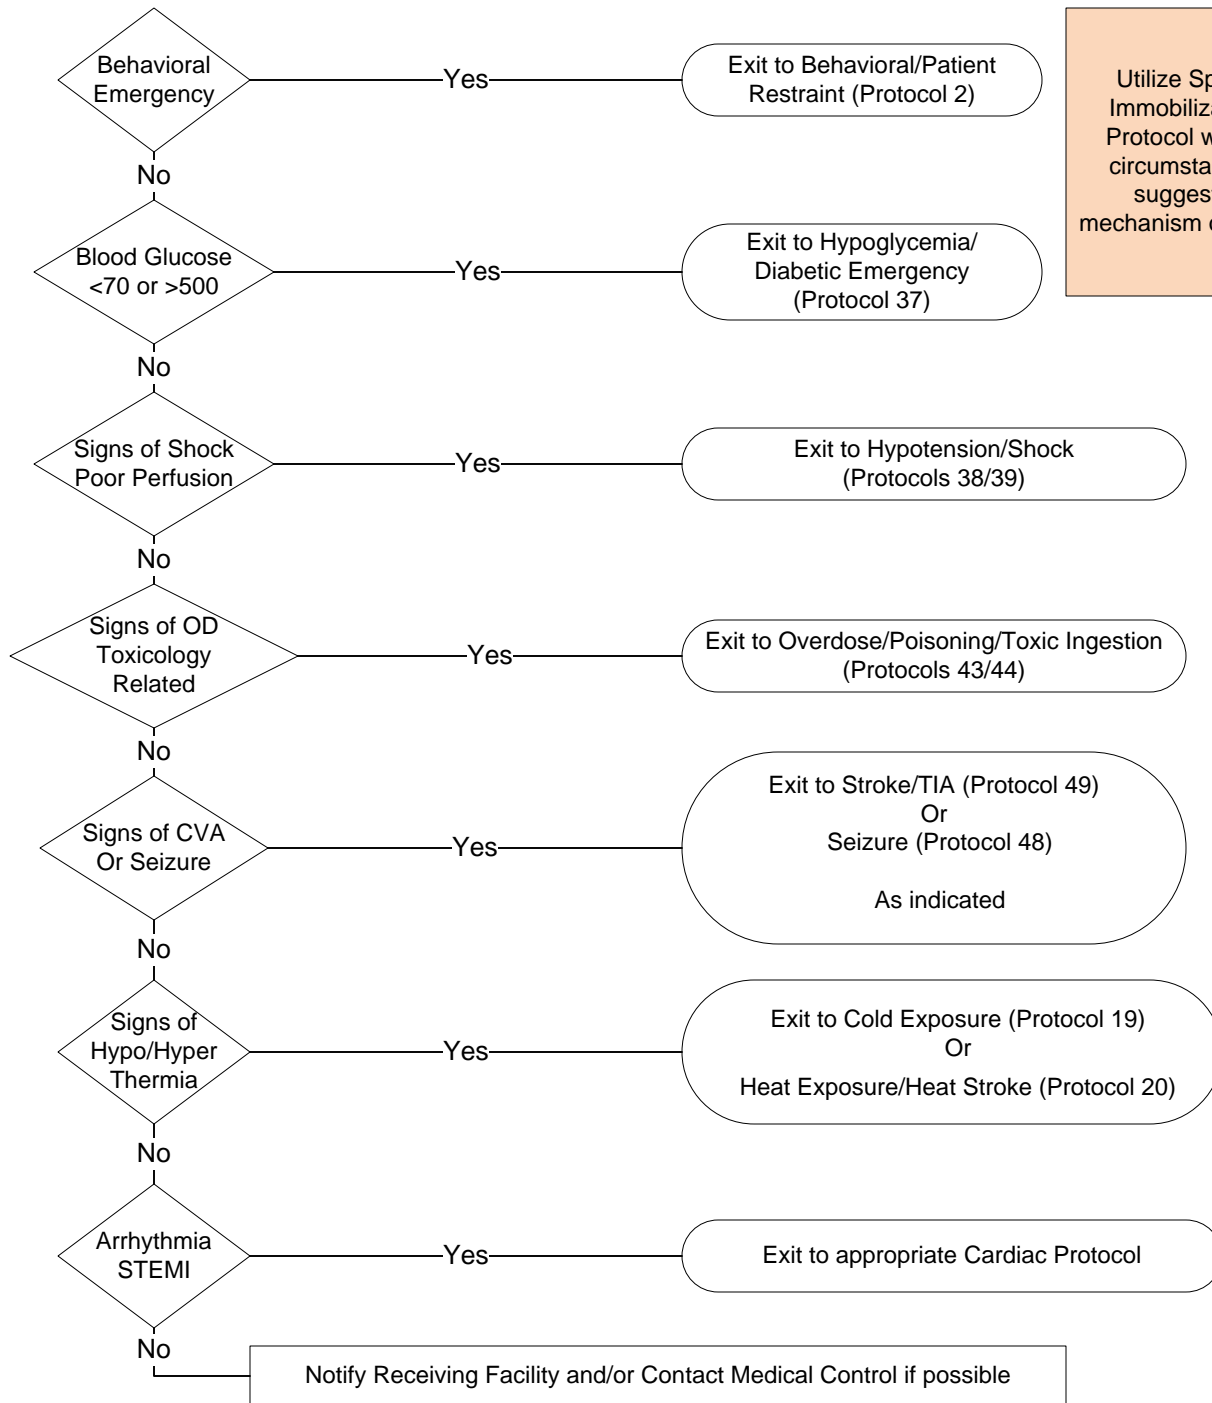 Behavioral
Emergency
Yes
Exit to Behavioral/Patient
Restraint (Protocol 2)
Utilize
Protocol
mechanism
No
Blood Glucose
<70 or >500
Yes
Exit to Hypoglycemia/
Diabetic Emergency
(Protocol 37)
No
Signs of Shock
Poor Perfusion
Yes
Exit to Hypotension/Shock
(Protocols 38/39)
No
Signs of OD
Toxicology
Related
Yes
Exit to Overdose/Poisoning/Toxic Ingestion
(Protocols 43/44)
No
Signs of CVA
Or Seizure
Yes
Exit to Stroke/TIA (Protocol 49)
Or
Seizure (Protocol 48)
As indicated
No
Signs of
Hypo/Hyper
Thermia
Yes
Exit to Cold Exposure (Protocol 19)
Or
Heat Exposure/Heat Stroke (Protocol 20)
No
Arrhythmia
STEMI
Yes
Exit to appropriate Cardiac Protocol
No
Notify Receiving Facility and/or Contact Medical Control if possible